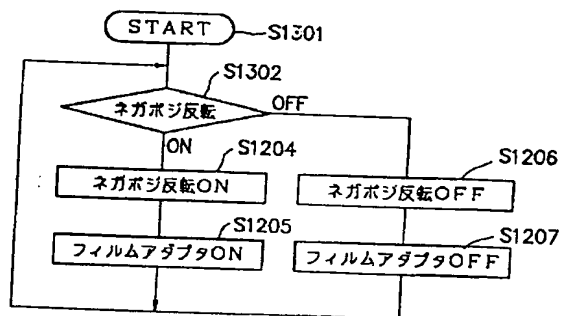 START
S1301
S1302
ネガポジ反転
OFF
ON
S1204
ネガポジ反転ON
S1206
ネガポジ反転OFF
S1205
フィルムアダプタON
S1207
フィルムアダプタOFF